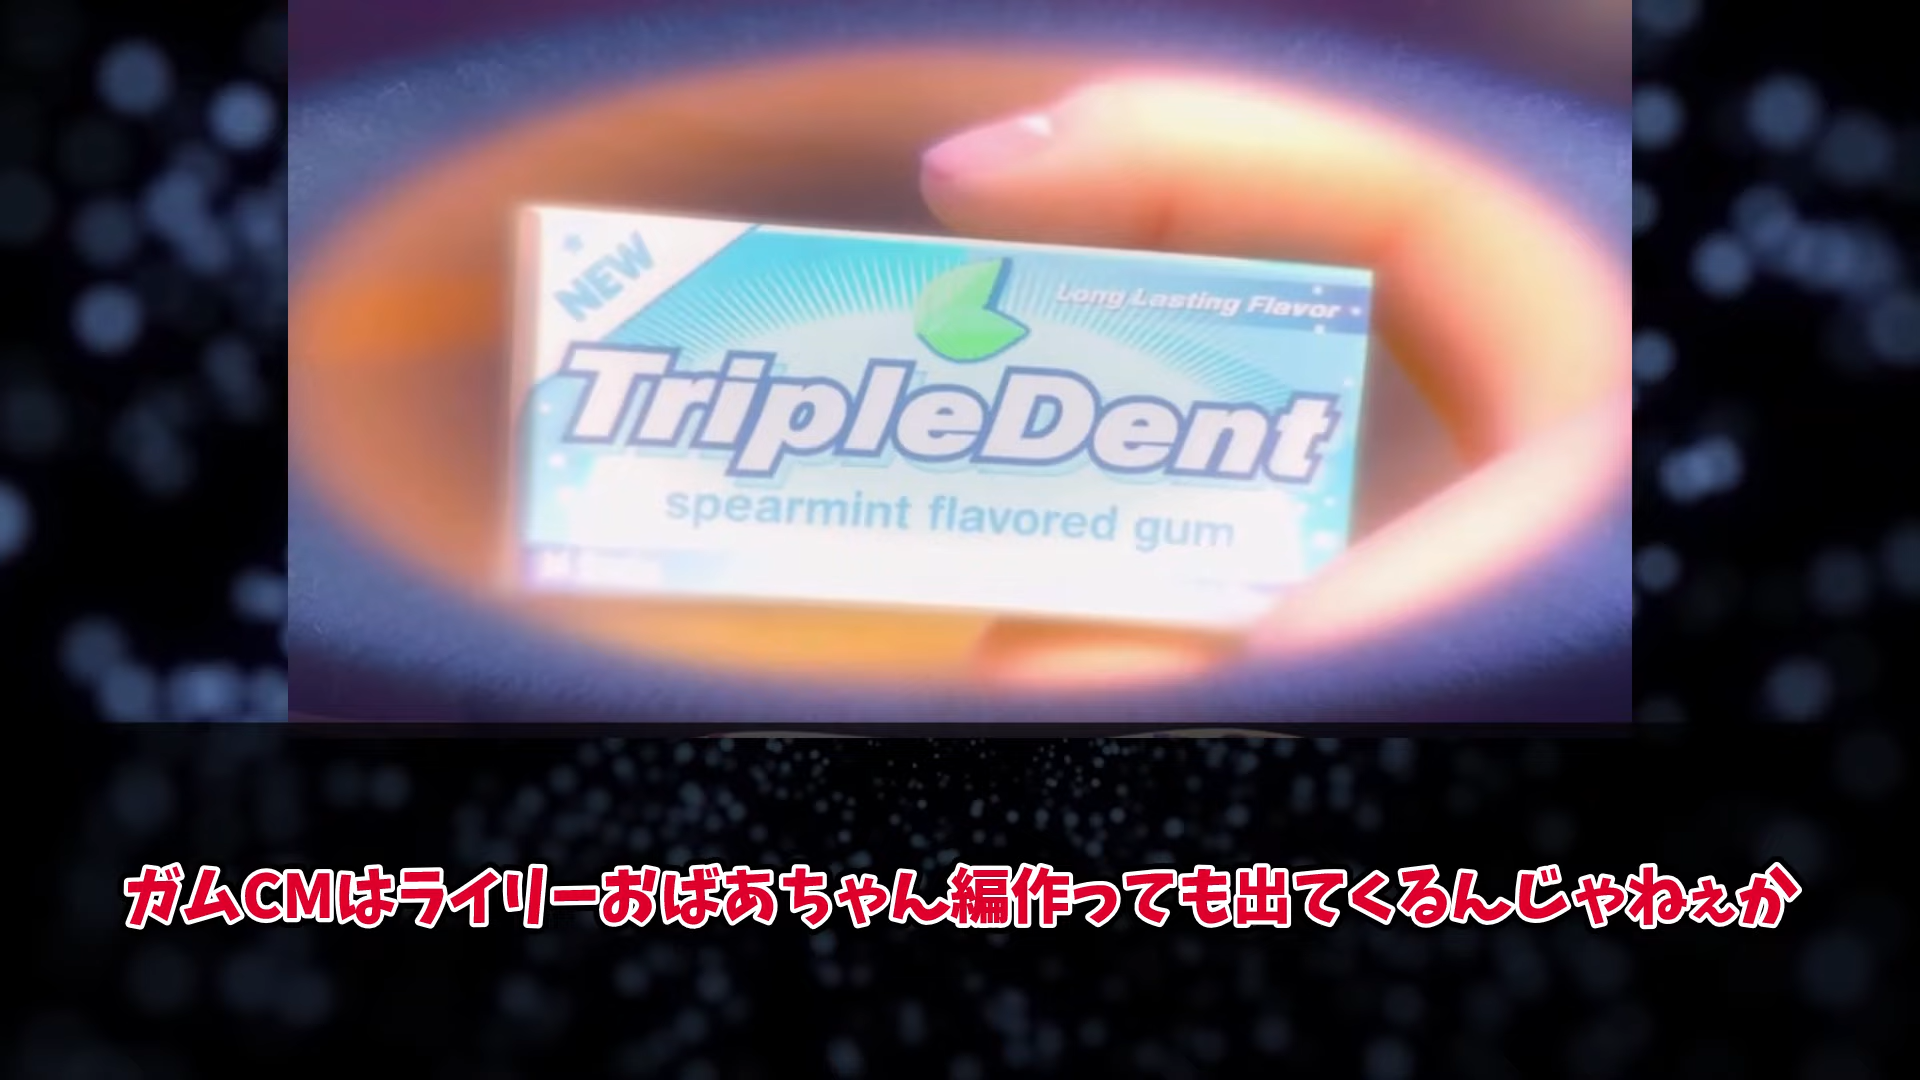 NEW
Long Lasting Flavor
TripleDent
spearmint flavored gum
ガムCMはライリーおばあちゃん編作っても出てくるんじゃねぇか